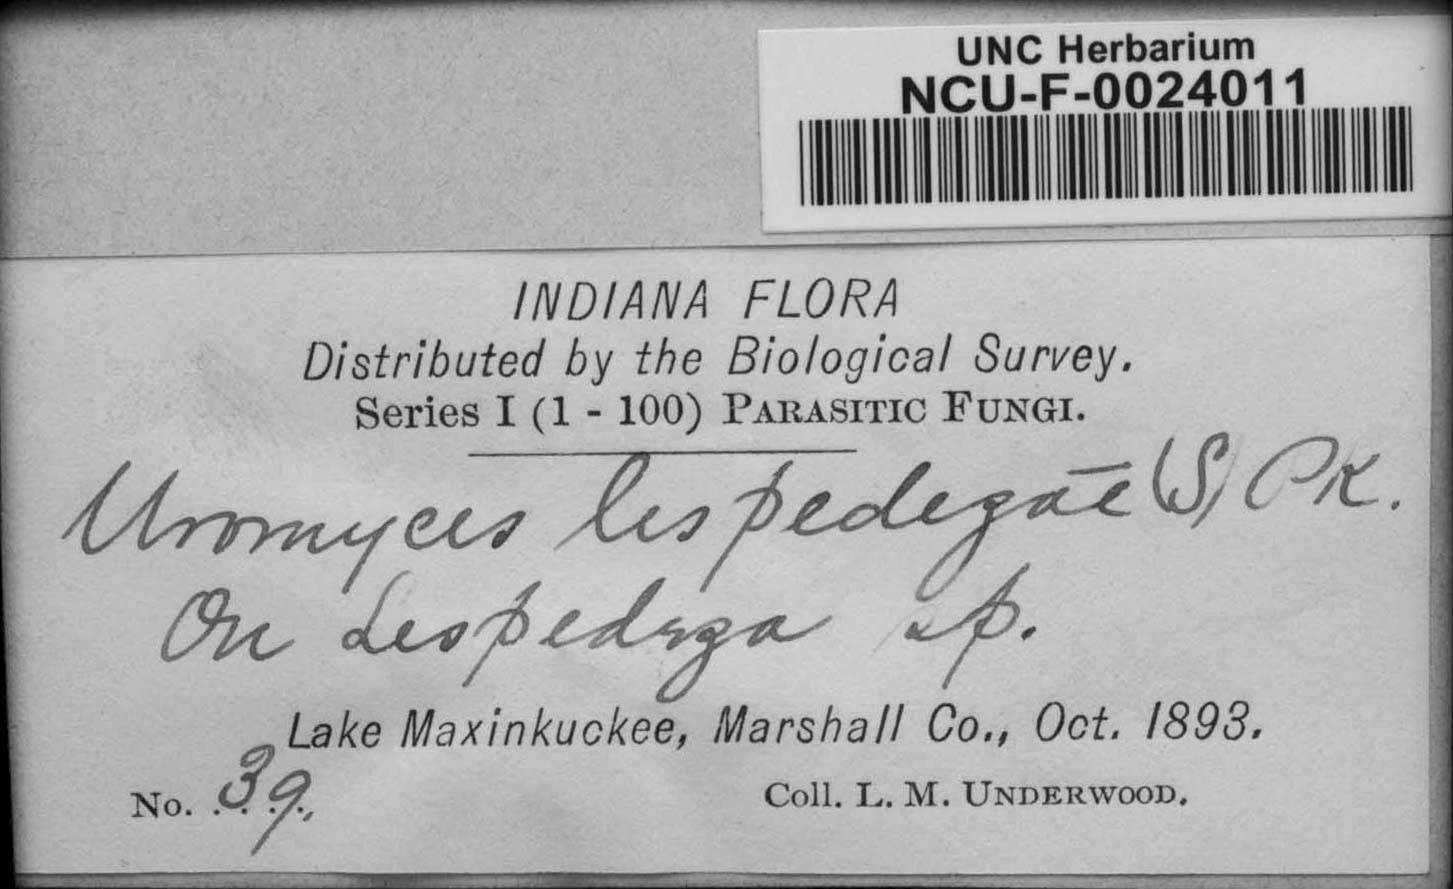 UNC Herbarium
NCU-F-0024011
INDIANA FLORA
Distributed by the Biological Survey.
Series I (1 - 100) PARASITIC FUNGI.
Uromyces lespedezae (S) Pk.
On Lespedeza sp.
Lake Maxinkuckee, Marshall Co., Oct. 1893.
No. 39.
Coll. L. M. UNDERWOOD.